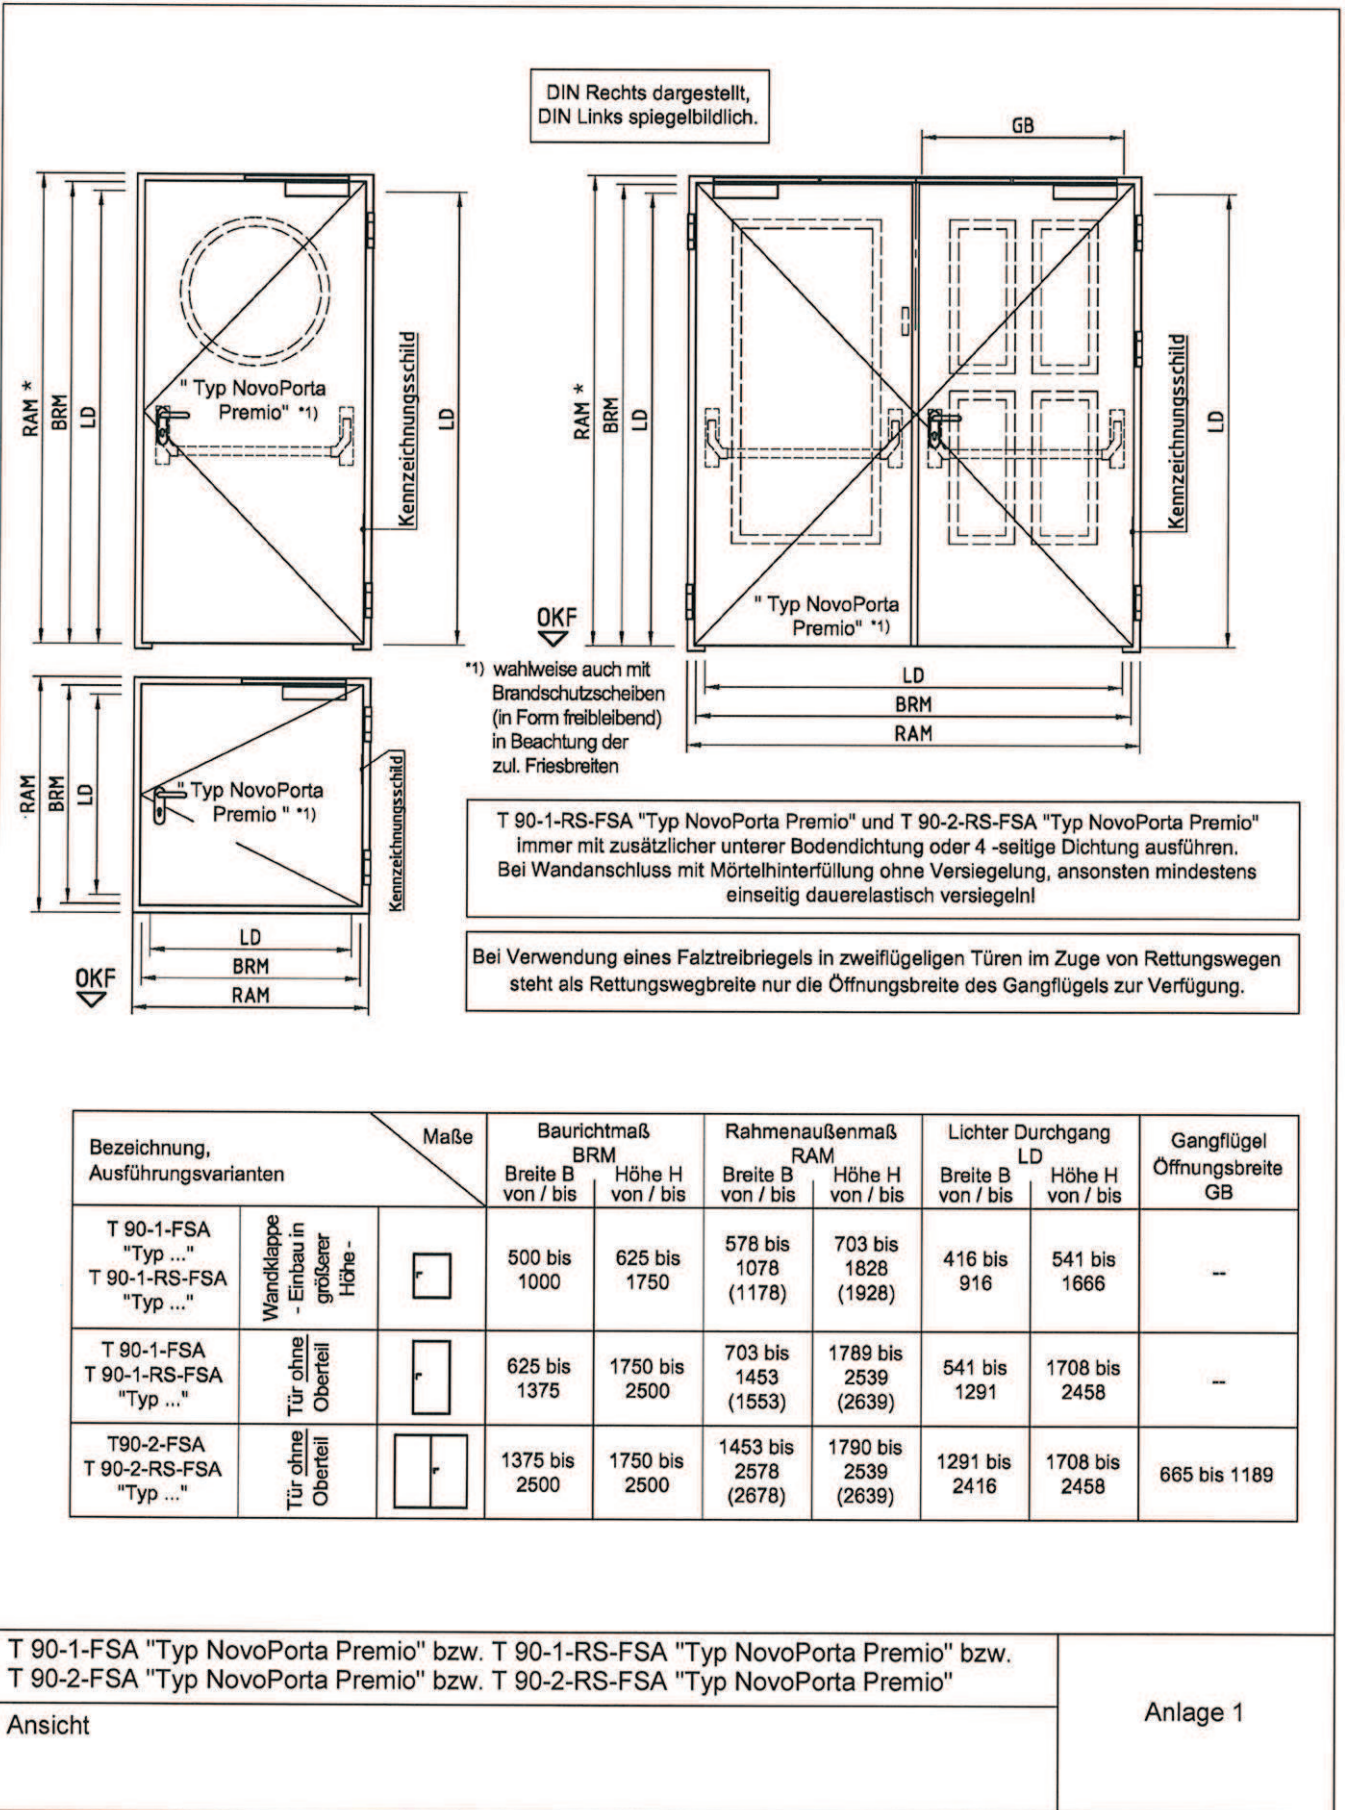 DIN Rechts dargestellt,
DIN Links spiegelbildlich.
GB
RAM *
BRM
LD
" Typ NovoPorta
Premio" *1)
Kennzeichnungsschild
LD
RAM *
BRM
LD
" Typ NovoPorta
Premio" *1)
Kennzeichnungsschild
LD
OKF
LD
BRM
RAM
*1) wahlweise auch mit
Brandschutzscheiben
(in Form freibleibend)
in Beachtung der
zul. Friesbreiten
RAM
BRM
LD
" Typ NovoPorta
Premio " *1)
Kennzeichnungsschild
LD
BRM
RAM
OKF
T 90-1-RS-FSA "Typ NovoPorta Premio" und T 90-2-RS-FSA "Typ NovoPorta Premio"
immer mit zusätzlicher unterer Bodendichtung oder 4 -seitige Dichtung ausführen.
Bei Wandanschluss mit Mörtelhinterfüllung ohne Versiegelung, ansonsten mindestens
einseitig dauerelastisch versiegeln!
Bei Verwendung eines Falztreibriegels in zweiflügeligen Türen im Zuge von Rettungswegen
steht als Rettungswegbreite nur die Öffnungsbreite des Gangflügels zur Verfügung.
Bezeichnung,
Ausführungsvarianten
Maße
Baurichtmaß
BRM
Breite B
von / bis
Höhe H
von / bis
Rahmenaußenmaß
RAM
Breite B
von / bis
Höhe H
von / bis
Lichter Durchgang
LD
Breite B
von / bis
Höhe H
von / bis
Gangflügel
Öffnungsbreite
GB
T 90-1-FSA
"Typ ..."
T 90-1-RS-FSA
"Typ ..."
Wandklappe
- Einbau in
größerer
Höhe -
500 bis
1000
625 bis
1750
578 bis
1078
(1178)
703 bis
1828
(1928)
416 bis
916
541 bis
1666
--
T 90-1-FSA
T 90-1-RS-FSA
"Typ ..."
Tür ohne
Oberteil
625 bis
1375
1750 bis
2500
703 bis
1453
(1553)
1789 bis
2539
(2639)
541 bis
1291
1708 bis
2458
--
T90-2-FSA
T 90-2-RS-FSA
"Typ ..."
Tür ohne
Oberteil
1375 bis
2500
1750 bis
2500
1453 bis
2578
(2678)
1790 bis
2539
(2639)
1291 bis
2416
1708 bis
2458
665 bis 1189
T 90-1-FSA "Typ NovoPorta Premio" bzw. T 90-1-RS-FSA "Typ NovoPorta Premio" bzw.
T 90-2-FSA "Typ NovoPorta Premio" bzw. T 90-2-RS-FSA "Typ NovoPorta Premio"
Ansicht
Anlage 1